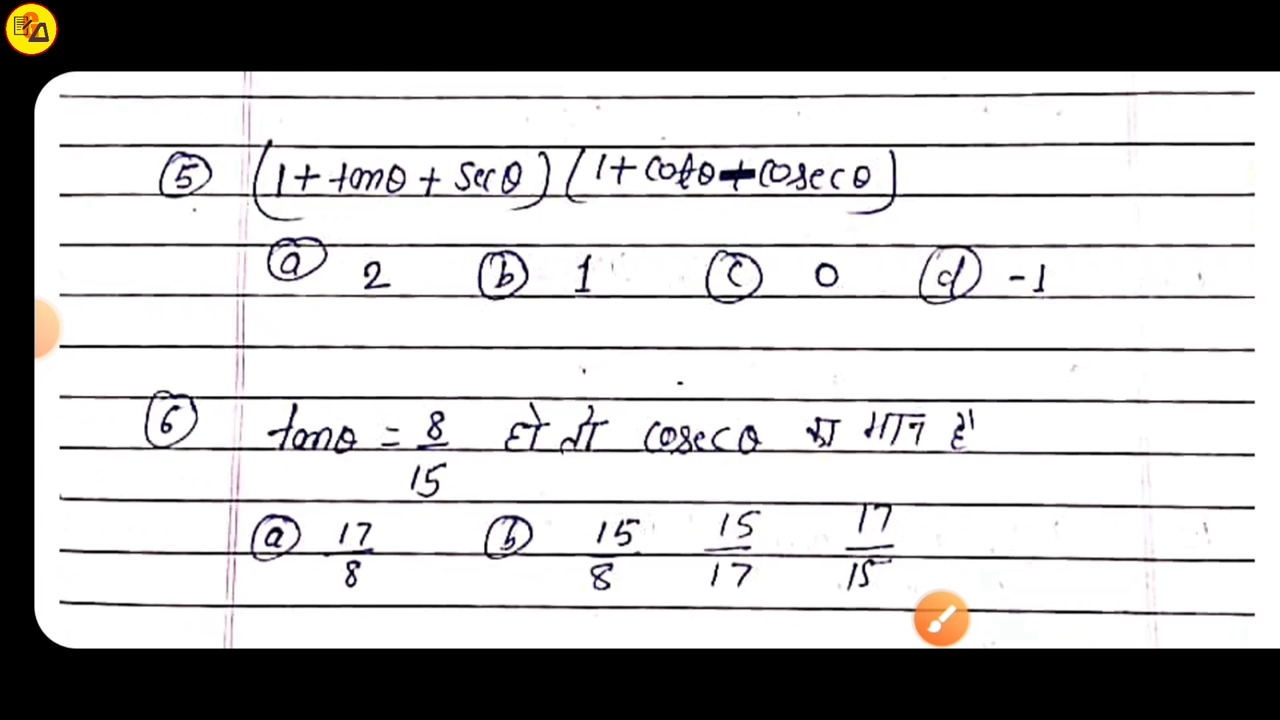 ⑤ (1 + tanθ + secθ) (1 + cotθ - cosecθ)
ⓐ 2 ⓑ 1 ⓒ 0 ⓓ -1
⑥ tanθ = 8/15 हो तो cosecθ का मान है
ⓐ 17/8 ⓑ 15/8 15/17 17/15